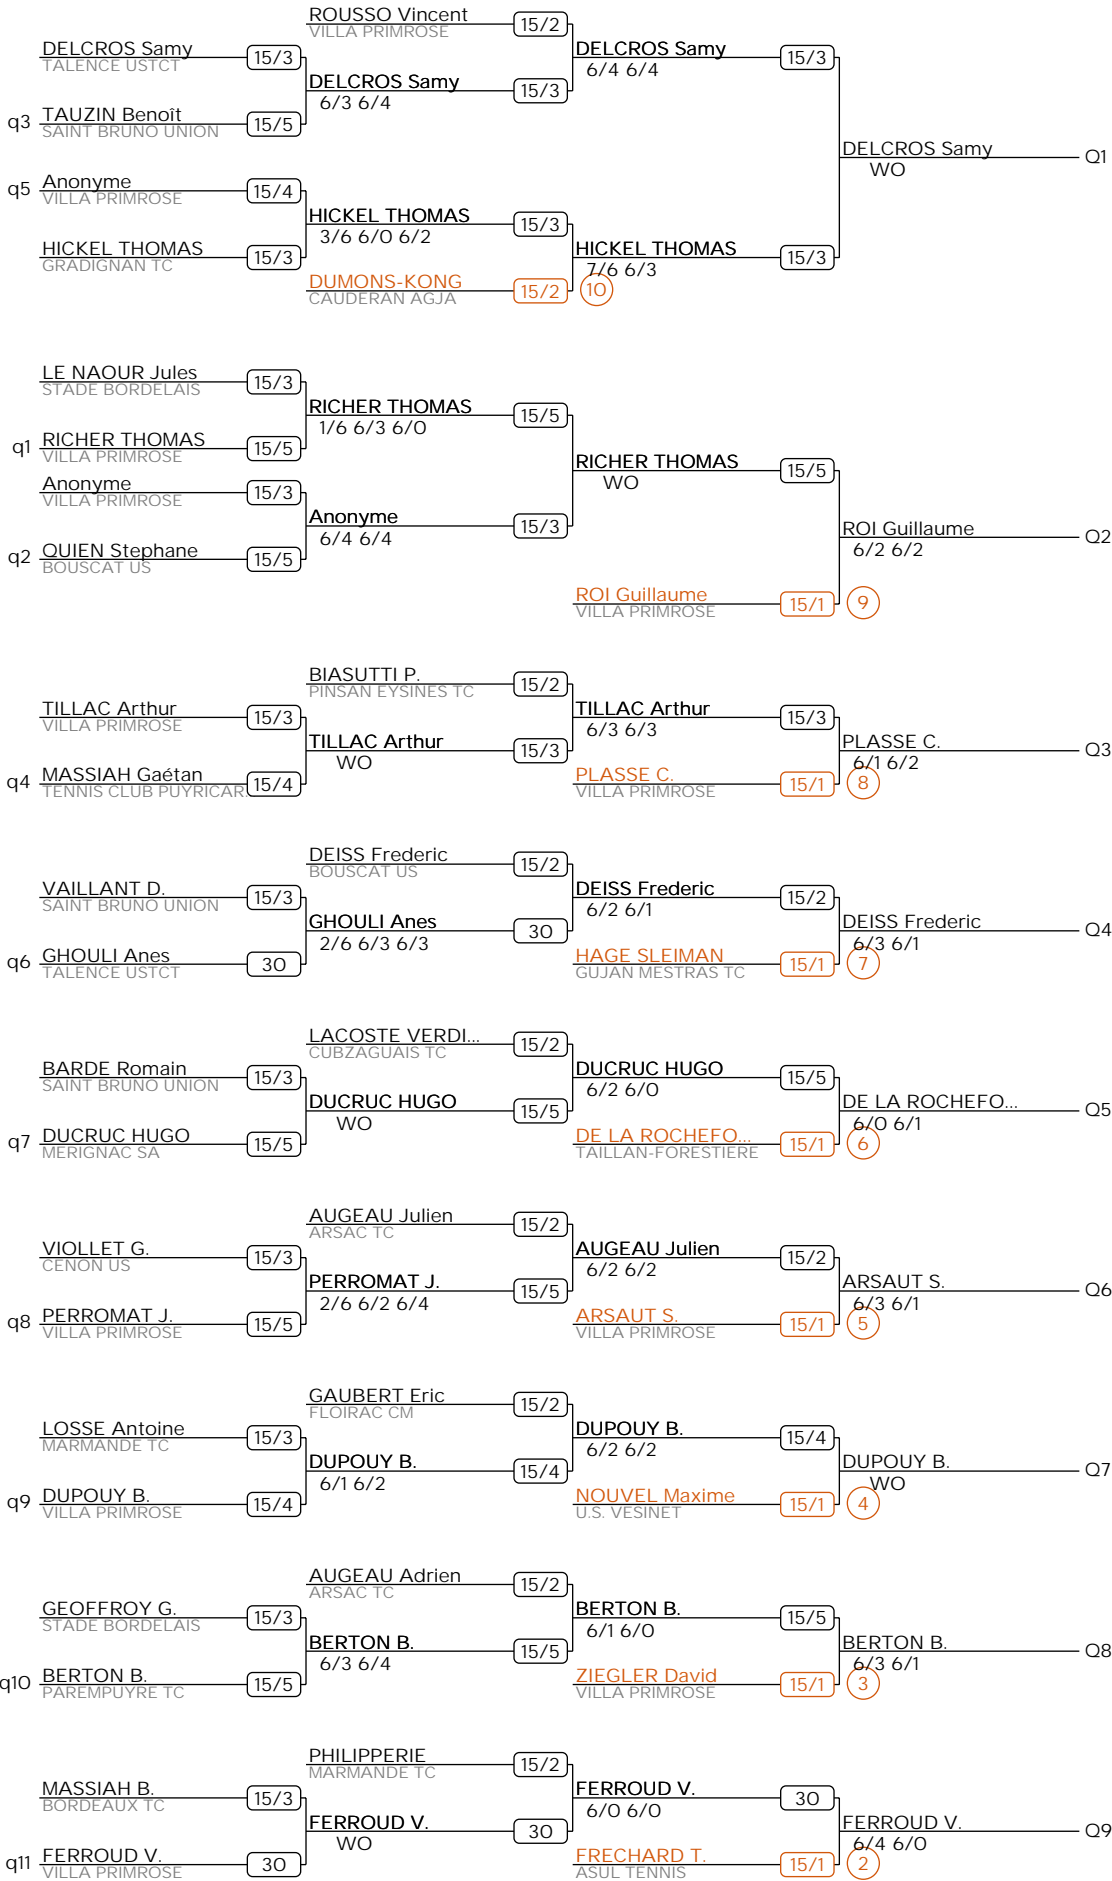 ROUSSO Vincent 15/2
VILLA PRIMROSE
DELCROS Samy 15/3
TALENCE USTCT
DELCROS Samy 15/3
6/4 6/4
DELCROS Samy 15/3
6/3 6/4
q3 TAUZIN Benoît 15/5
SAINT BRUNO UNION
DELCROS Samy Q1
WO
q5 Anonyme 15/4
VILLA PRIMROSE
HICKEL THOMAS 15/3
3/6 6/0 6/2
HICKEL THOMAS 15/3
GRADIGNAN TC
HICKEL THOMAS 15/3
7/6 6/3
DUMONS-KONG 15/2 10
CAUDERAN AGJA
LE NAOUR Jules 15/3
STADE BORDELAIS
RICHER THOMAS 15/5
1/6 6/3 6/0
q1 RICHER THOMAS 15/5
VILLA PRIMROSE
RICHER THOMAS 15/5
WO
Anonyme 15/3
VILLA PRIMROSE
Anonyme 15/3
6/4 6/4
ROI Guillaume Q2
6/2 6/2
q2 QUIEN Stephane 15/5
BOUSCAT US
ROI Guillaume 15/1 9
VILLA PRIMROSE
BIASUTTI P. 15/2
PINSAN EYSINES TC
TILLAC Arthur 15/3
VILLA PRIMROSE
TILLAC Arthur 15/3
6/3 6/3
TILLAC Arthur 15/3
WO
PLASSE C. Q3
6/1 6/2
q4 MASSIAH Gaétan 15/4
TENNIS CLUB PUYRICAR.
PLASSE C. 15/1 8
VILLA PRIMROSE
DEISS Frederic 15/2
BOUSCAT US
VAILLANT D. 15/3
SAINT BRUNO UNION
DEISS Frederic 15/2
6/2 6/1
GHOULI Anes 30
2/6 6/3 6/3
DEISS Frederic Q4
6/3 6/1
q6 GHOULI Anes 30
TALENCE USTCT
HAGE SLEIMAN 15/1 7
GUJAN MESTRAS TC
LACOSTE VERDI... 15/2
CUBZAGUAIS TC
BARDE Romain 15/3
SAINT BRUNO UNION
DUCRUC HUGO 15/5
6/2 6/0
DUCRUC HUGO 15/5
WO
DE LA ROCHEFO... Q5
6/0 6/1
q7 DUCRUC HUGO 15/5
MERIGNAC SA
DE LA ROCHEFO... 15/1 6
TAILLAN-FORESTIERE
AUGEAU Julien 15/2
ARSAC TC
VIOLLET G. 15/3
CENON US
AUGEAU Julien 15/2
6/2 6/2
PERROMAT J. 15/5
2/6 6/2 6/4
ARSAUT S. Q6
6/3 6/1
q8 PERROMAT J. 15/5
VILLA PRIMROSE
ARSAUT S. 15/1 5
VILLA PRIMROSE
GAUBERT Eric 15/2
FLOIRAC CM
LOSSE Antoine 15/3
MARMANDE TC
DUPOUY B. 15/4
6/2 6/2
DUPOUY B. 15/4
6/1 6/2
DUPOUY B. Q7
WO
q9 DUPOUY B. 15/4
VILLA PRIMROSE
NOUVEL Maxime 15/1 4
U.S. VESINET
AUGEAU Adrien 15/2
ARSAC TC
GEOFFROY G. 15/3
STADE BORDELAIS
BERTON B. 15/5
6/1 6/0
BERTON B. 15/5
6/3 6/4
BERTON B. Q8
6/3 6/1
q10 BERTON B. 15/5
PAREMPUYRE TC
ZIEGLER David 15/1 3
VILLA PRIMROSE
PHILIPPERIE 15/2
MARMANDE TC
MASSIAH B. 15/3
BORDEAUX TC
FERROUD V. 30
6/0 6/0
FERROUD V. 30
WO
FERROUD V. Q9
6/4 6/0
q11 FERROUD V. 30
VILLA PRIMROSE
FRECHARD T. 15/1 2
ASUL TENNIS